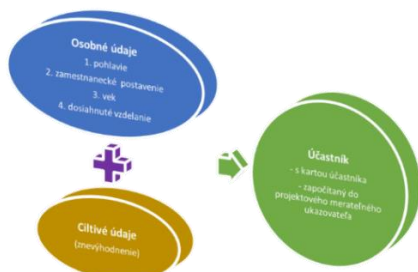 Osobné údaje
1. pohlavie
2. zamestnanecké postavenie
3. vek
4. dosiahnuté vzdelanie
Citlivé údaje
(znevýhodnenie)
Účastník
- s kartou účastníka
- započítaný do
projektového merateľného
ukazovateľa